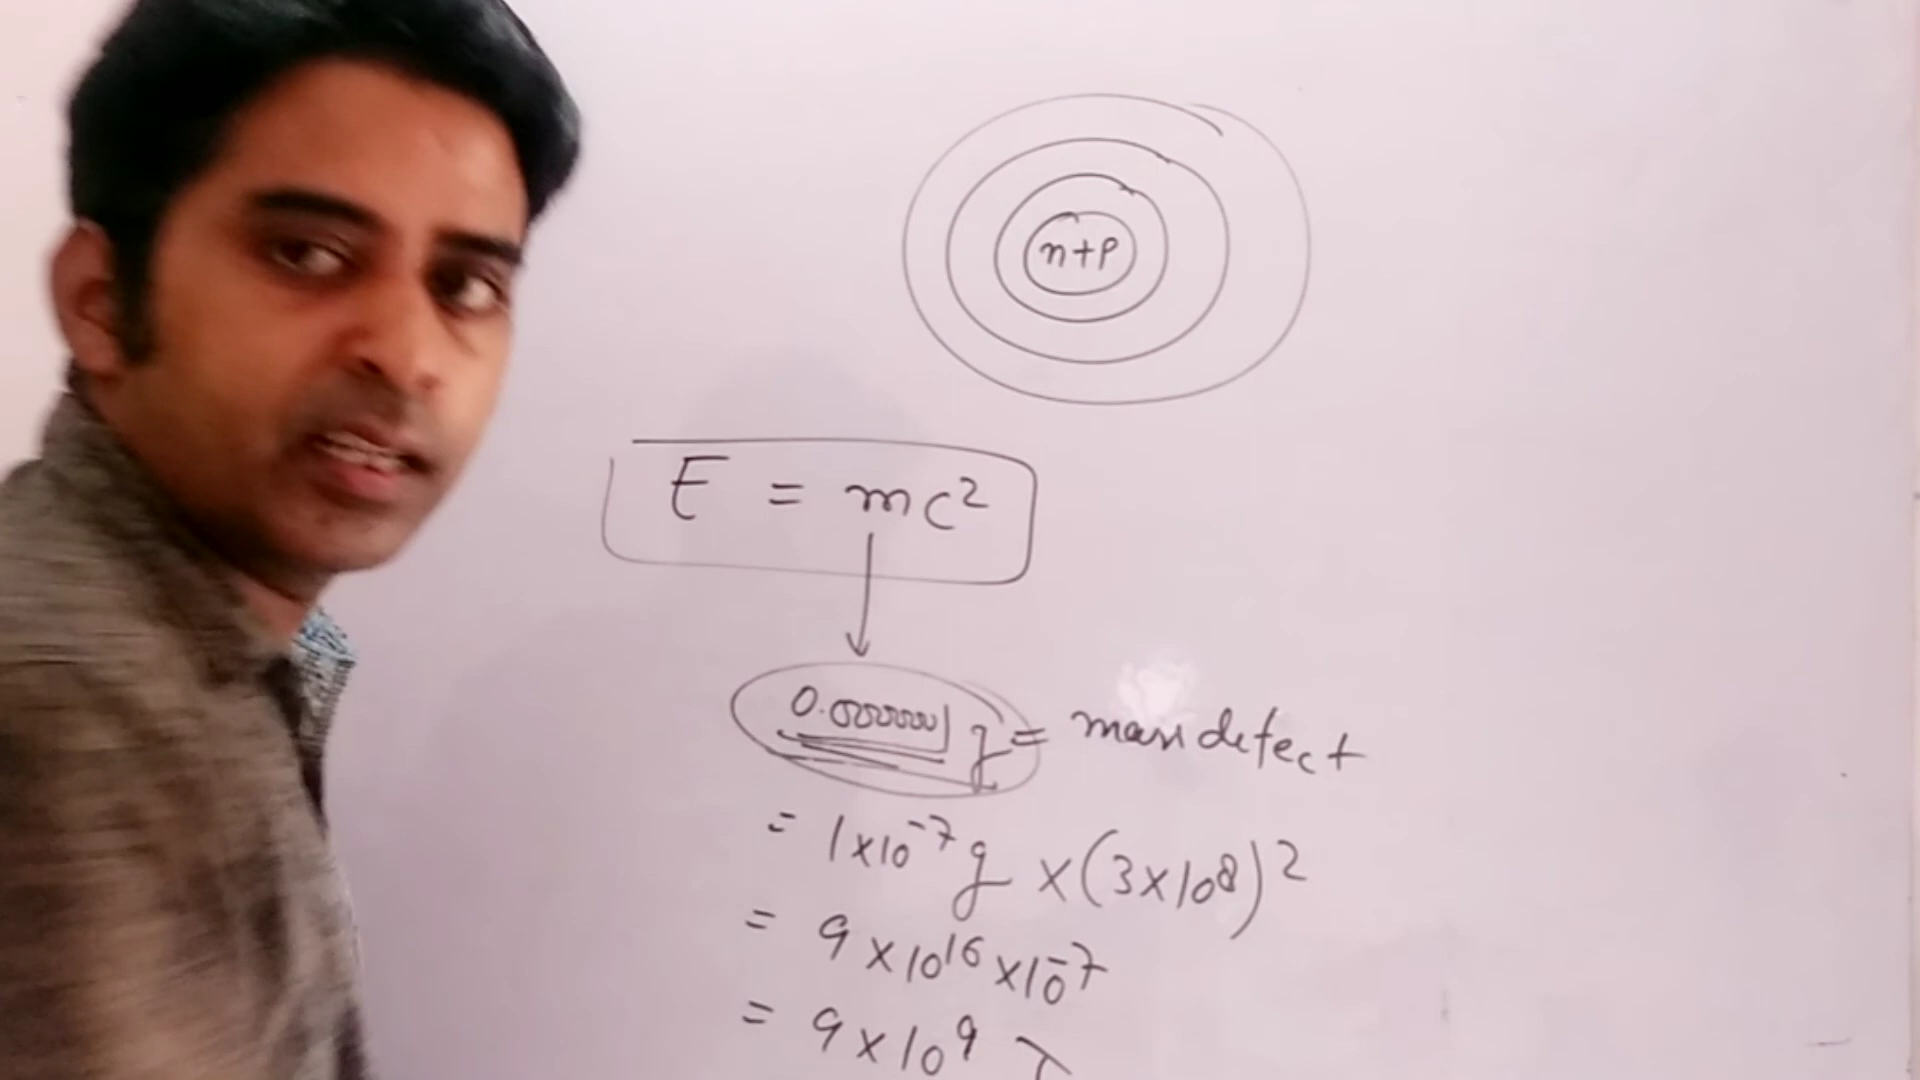 n+p
E = mc²
0.0000001 g = mass defect
= 1×10⁻⁷ g × (3×10⁸)²
= 9×10¹⁶×10⁻⁷
= 9×10⁹